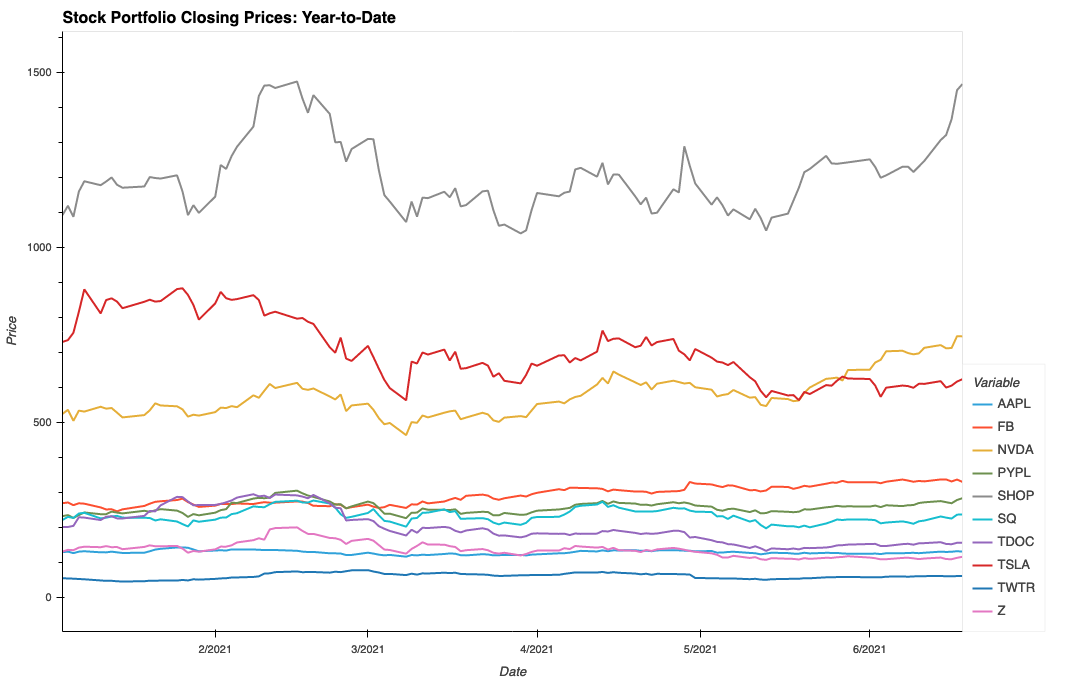 Stock Portfolio Closing Prices: Year-to-Date
1500
1000
500
0
Price
2/2021
3/2021
4/2021
5/2021
6/2021
Date
Variable
AAPL
FB
NVDA
PYPL
SHOP
SQ
TDOC
TSLA
TWTR
Z